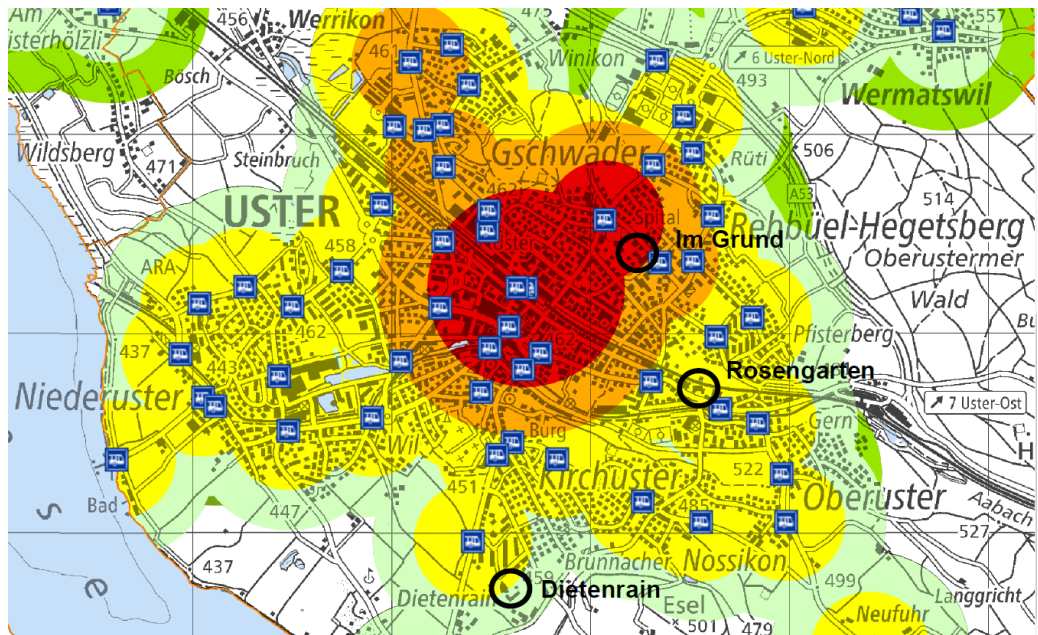 Am
isterhölzli
456
Werrikon
Bösch
461
Winikon
↗ 6 Uster-Nord
557
493
Wermatswil
Wildsberg
471
Steinbruch
Gschwader
Rüti
506
462
A53
514
USTER
Spital
Rehbüel-Hegetsberg
Im Grund
458
Oberustermer
ARA
Wald
462
437
462
Pfisterberg
443
Rosengarten
Niederuster
↗ 7 Uster-Ost
Gern
Burg
Wil
H
451
Kirchuster
522
Oberuster
Bad
447
485
Aabach
s
527
Brunnacher
Nossikon
437
459
499
e
Dietenrain
Dietenrain
Langgricht
Esel
Neufuhr
501
479